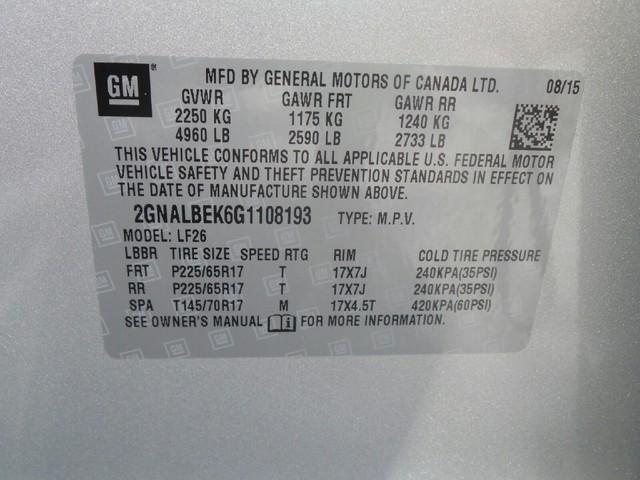 GM ® MFD BY GENERAL MOTORS OF CANADA LTD. 08/15
GVWR GAWR FRT GAWR RR
2250 KG 1175 KG 1240 KG
4960 LB 2590 LB 2733 LB
THIS VEHICLE CONFORMS TO ALL APPLICABLE U.S. FEDERAL MOTOR
VEHICLE SAFETY AND THEFT PREVENTION STANDARDS IN EFFECT ON
THE DATE OF MANUFACTURE SHOWN ABOVE.
2GNALBEK6G1108193 TYPE: M.P.V.
MODEL: LF26
LBBR TIRE SIZE SPEED RTG RIM COLD TIRE PRESSURE
FRT P225/65R17 T 17X7J 240KPA(35PSI)
RR P225/65R17 T 17X7J 240KPA(35PSI)
SPA T145/70R17 M 17X4.5T 420KPA(60PSI)
SEE OWNER'S MANUAL FOR MORE INFORMATION.